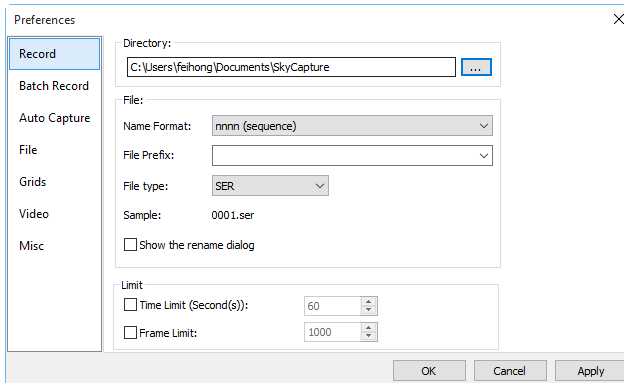 Preferences
Record
Batch Record
Auto Capture
File
Grids
Video
Misc
Directory:
C:\Users\feihong\Documents\SkyCapture
...
File:
Name Format: nnnn (sequence)
File Prefix:
File type: SER
Sample: 0001.ser
Show the rename dialog
Limit
Time Limit (Second(s)): 60
Frame Limit: 1000
OK Cancel Apply